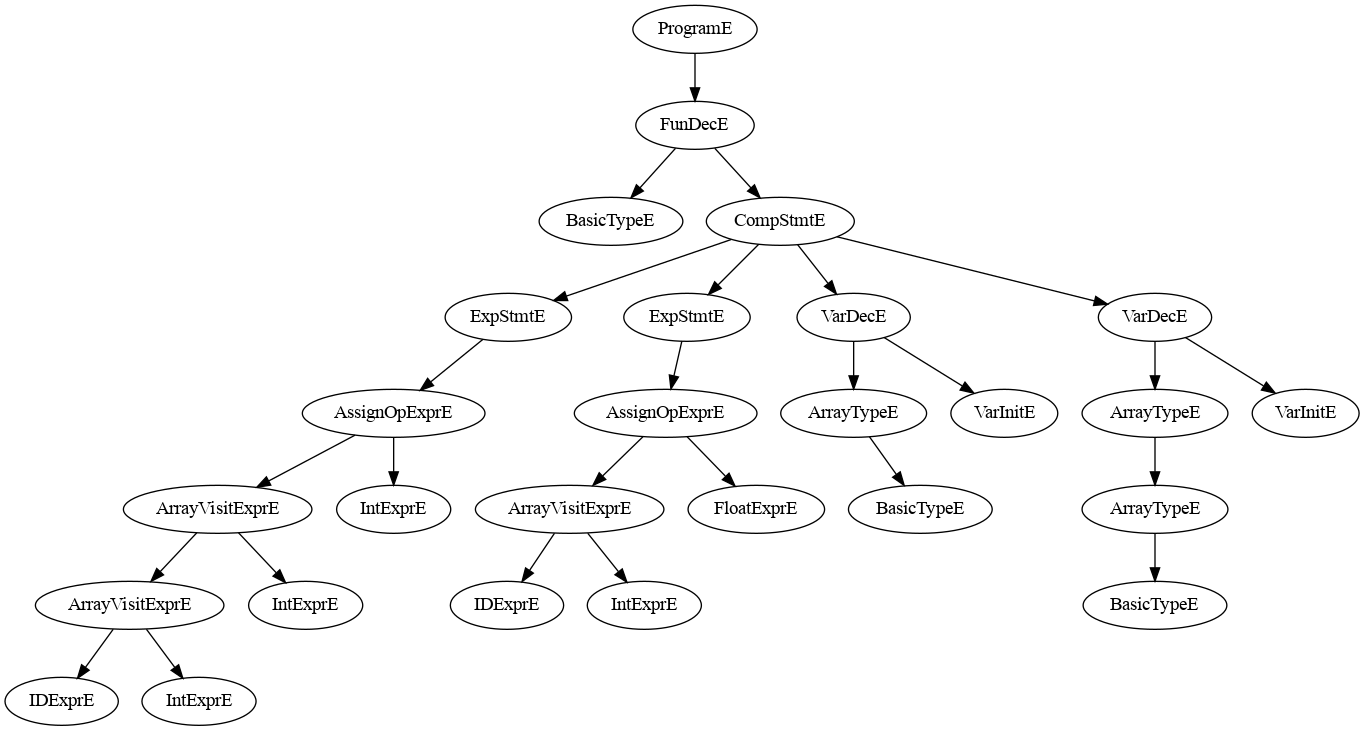 ProgramE
FunDecE
BasicTypeE
CompStmtE
ExpStmtE
ExpStmtE
VarDecE
VarDecE
AssignOpExprE
AssignOpExprE
ArrayTypeE
VarInitE
ArrayTypeE
VarInitE
ArrayVisitExprE
IntExprE
ArrayVisitExprE
FloatExprE
BasicTypeE
ArrayTypeE
ArrayVisitExprE
IntExprE
IDExprE
IntExprE
BasicTypeE
IDExprE
IntExprE